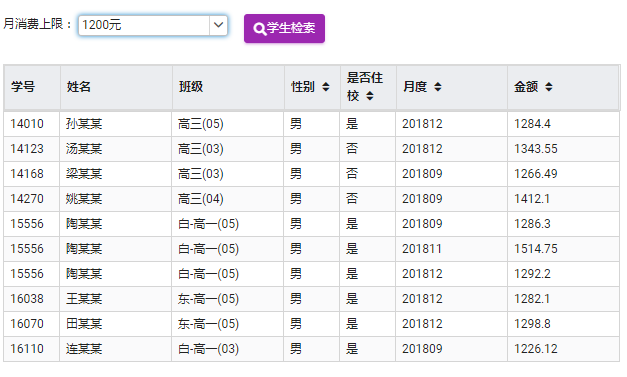 月消费上限： 1200元 学生检索
学号 姓名 班级 性别 是否住校 月度 金额
14010 孙某某 高三(05) 男 是 201812 1284.4
14123 汤某某 高三(03) 男 否 201812 1343.55
14168 梁某某 高三(03) 男 否 201809 1266.49
14270 姚某某 高三(04) 男 否 201809 1412.1
15556 陶某某 白-高一(05) 男 是 201809 1286.3
15556 陶某某 白-高一(05) 男 是 201811 1514.75
15556 陶某某 白-高一(05) 男 是 201812 1292.2
16038 王某某 东-高一(05) 男 是 201812 1282.1
16070 田某某 东-高一(05) 男 是 201812 1298.8
16110 连某某 白-高一(03) 男 是 201809 1226.12